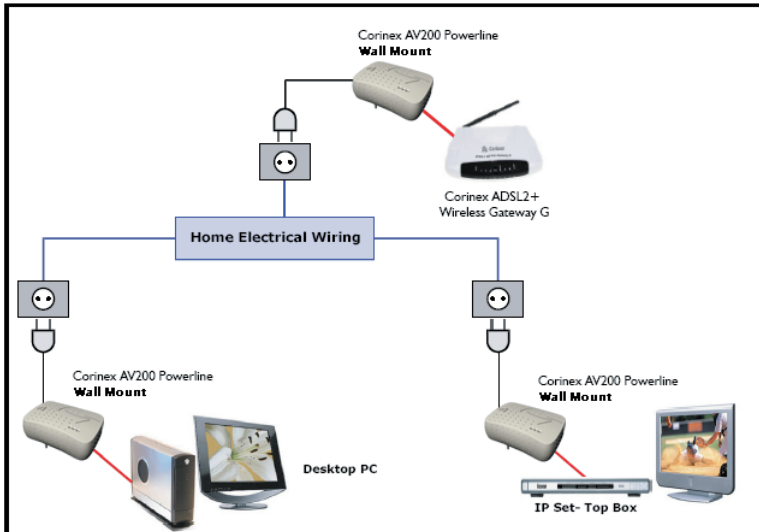 Corinex AV200 Powerline
Wall Mount
Corinex ADSL2+
Wireless Gateway G
Home Electrical Wiring
Corinex AV200 Powerline
Wall Mount
Desktop PC
Corinex AV200 Powerline
Wall Mount
IP Set- Top Box